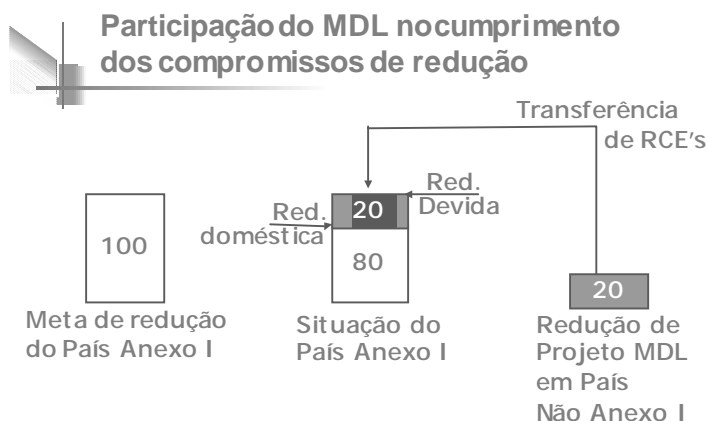 Participação do MDL no cumprimento
dos compromissos de redução
Transferência
de RCE's
Red.
Devida
Red.
doméstica
20
80
100
20
Meta de redução
do País Anexo I
Situação do
País Anexo I
Redução de
Projeto MDL
em País
Não Anexo I